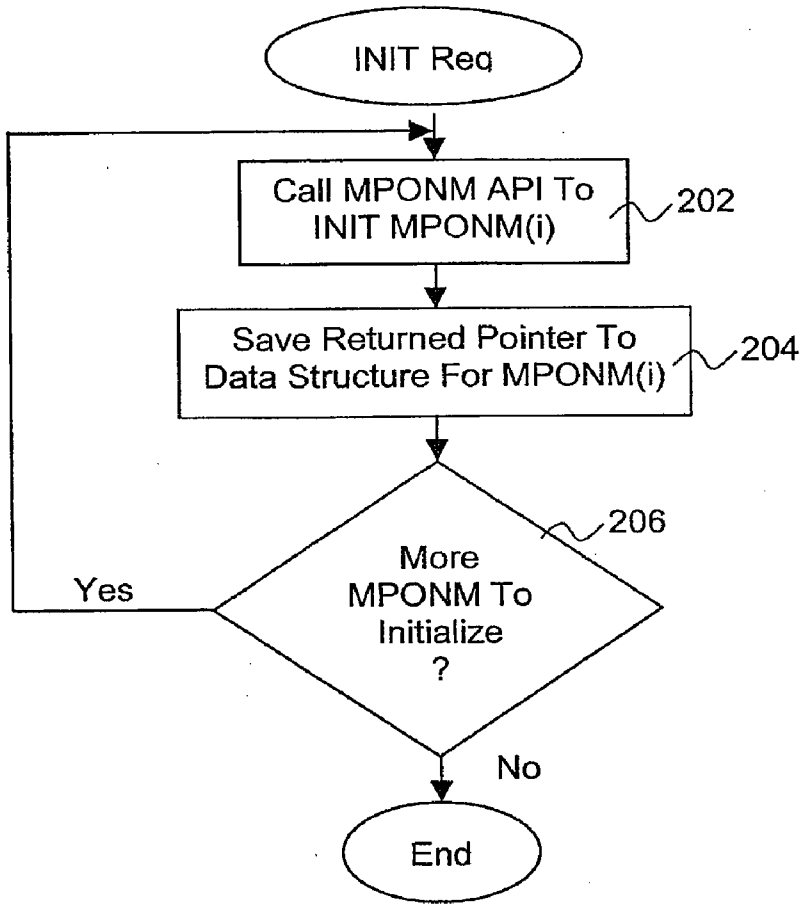 INIT Req
Call MPONM API To
INIT MPONM(i)
202
Save Returned Pointer To
Data Structure For MPONM(i)
204
206
More
MPONM To
Initialize
?
Yes
No
End